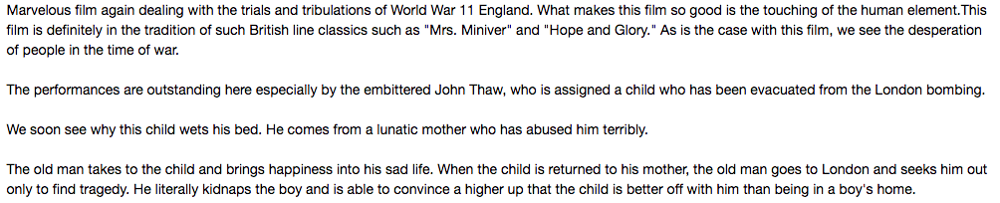 Marvelous film again dealing with the trials and tribulations of World War 11 England. What makes this film so good is the touching of the human element.This
film is definitely in the tradition of such British line classics such as "Mrs. Miniver" and "Hope and Glory." As is the case with this film, we see the desperation
of people in the time of war.
The performances are outstanding here especially by the embittered John Thaw, who is assigned a child who has been evacuated from the London bombing.
We soon see why this child wets his bed. He comes from a lunatic mother who has abused him terribly.
The old man takes to the child and brings happiness into his sad life. When the child is returned to his mother, the old man goes to London and seeks him out
only to find tragedy. He literally kidnaps the boy and is able to convince a higher up that the child is better off with him than being in a boy's home.